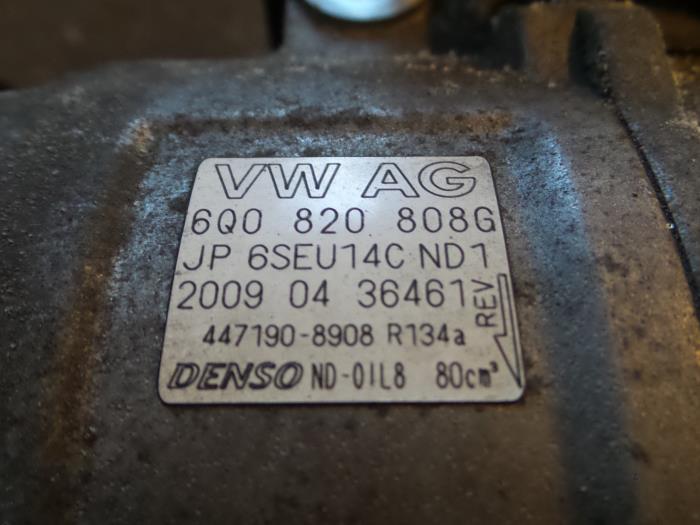 VW AG
6Q0 820 808G
JP 6SEU14C ND1
2009 04 36461
REV
447190-8908 R134a
DENSO ND-OIL8 80cm³